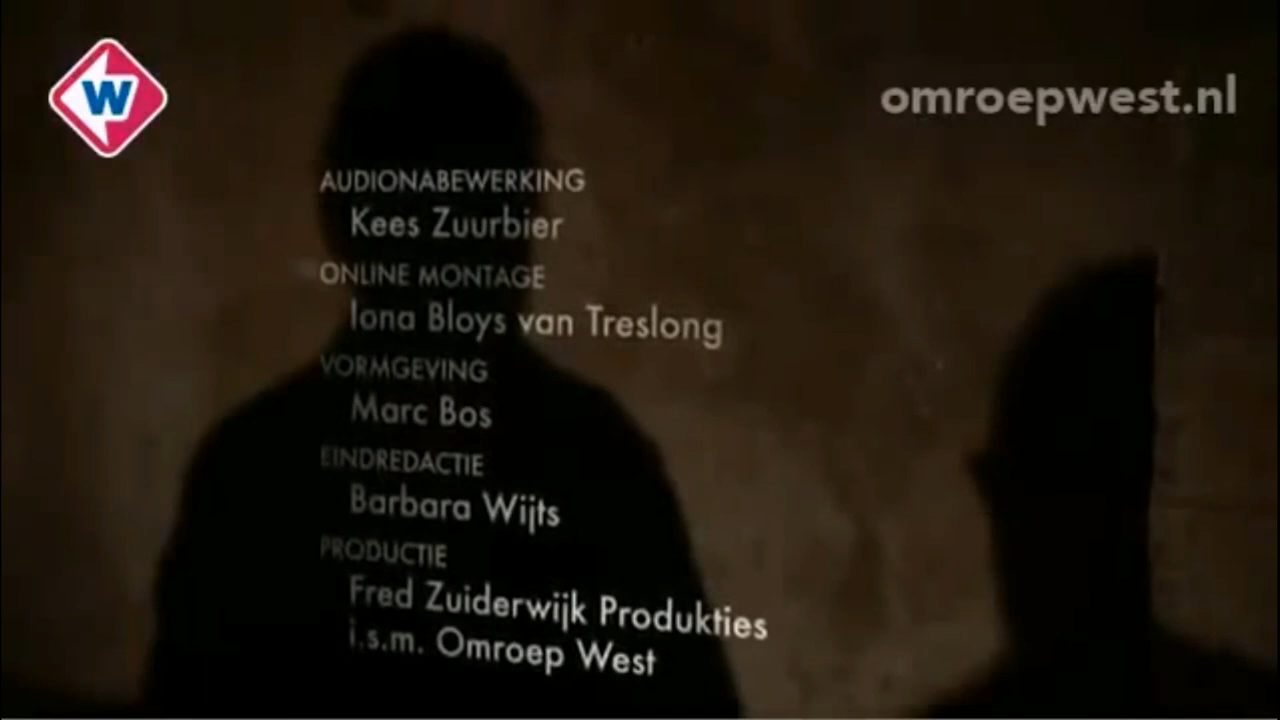 W
omroepwest.nl
AUDIONABEWERKING
Kees Zuurbier
ONLINE MONTAGE
Iona Bloys van Treslong
VORMGEVING
Marc Bos
EINDREDACTIE
Barbara Wijts
PRODUCTIE
Fred Zuiderwijk Produkties
i.s.m. Omroep West